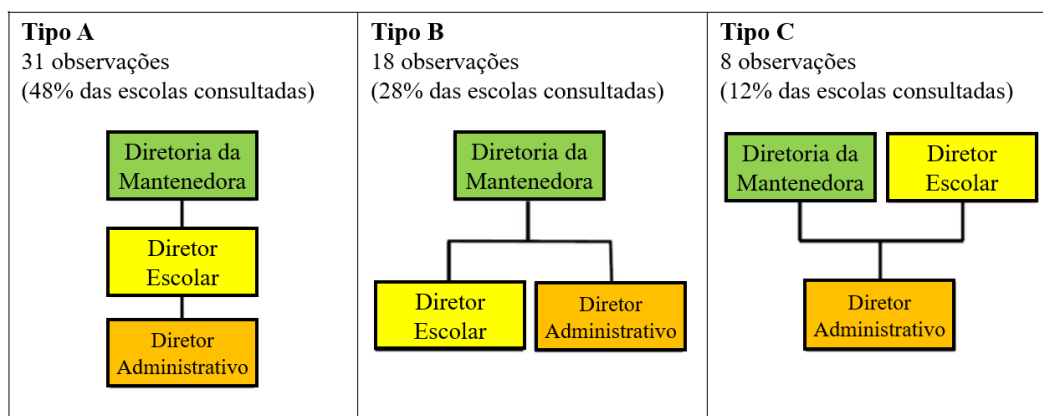 Tipo A
31 observações
(48% das escolas consultadas)
Diretoria da
Mantenedora
Diretor
Escolar
Diretor
Administrativo
Tipo B
18 observações
(28% das escolas consultadas)
Diretoria da
Mantenedora
Diretor
Escolar
Diretor
Administrativo
Tipo C
8 observações
(12% das escolas consultadas)
Diretoria da
Mantenedora
Diretor
Escolar
Diretor
Administrativo